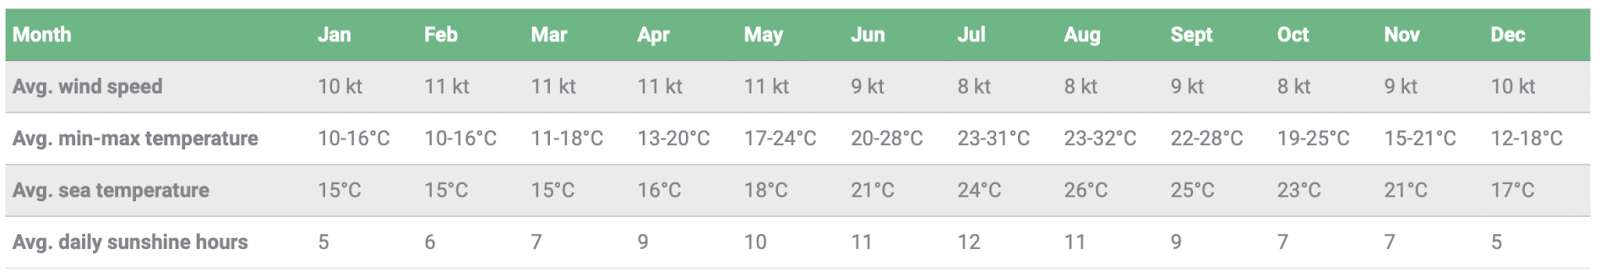 Month Jan Feb Mar Apr May Jun Jul Aug Sept Oct Nov Dec
Avg. wind speed 10 kt 11 kt 11 kt 11 kt 11 kt 9 kt 8 kt 8 kt 9 kt 8 kt 9 kt 10 kt
Avg. min-max temperature 10-16°C 10-16°C 11-18°C 13-20°C 17-24°C 20-28°C 23-31°C 23-32°C 22-28°C 19-25°C 15-21°C 12-18°C
Avg. sea temperature 15°C 15°C 15°C 16°C 18°C 21°C 24°C 26°C 25°C 23°C 21°C 17°C
Avg. daily sunshine hours 5 6 7 9 10 11 12 11 9 7 7 5